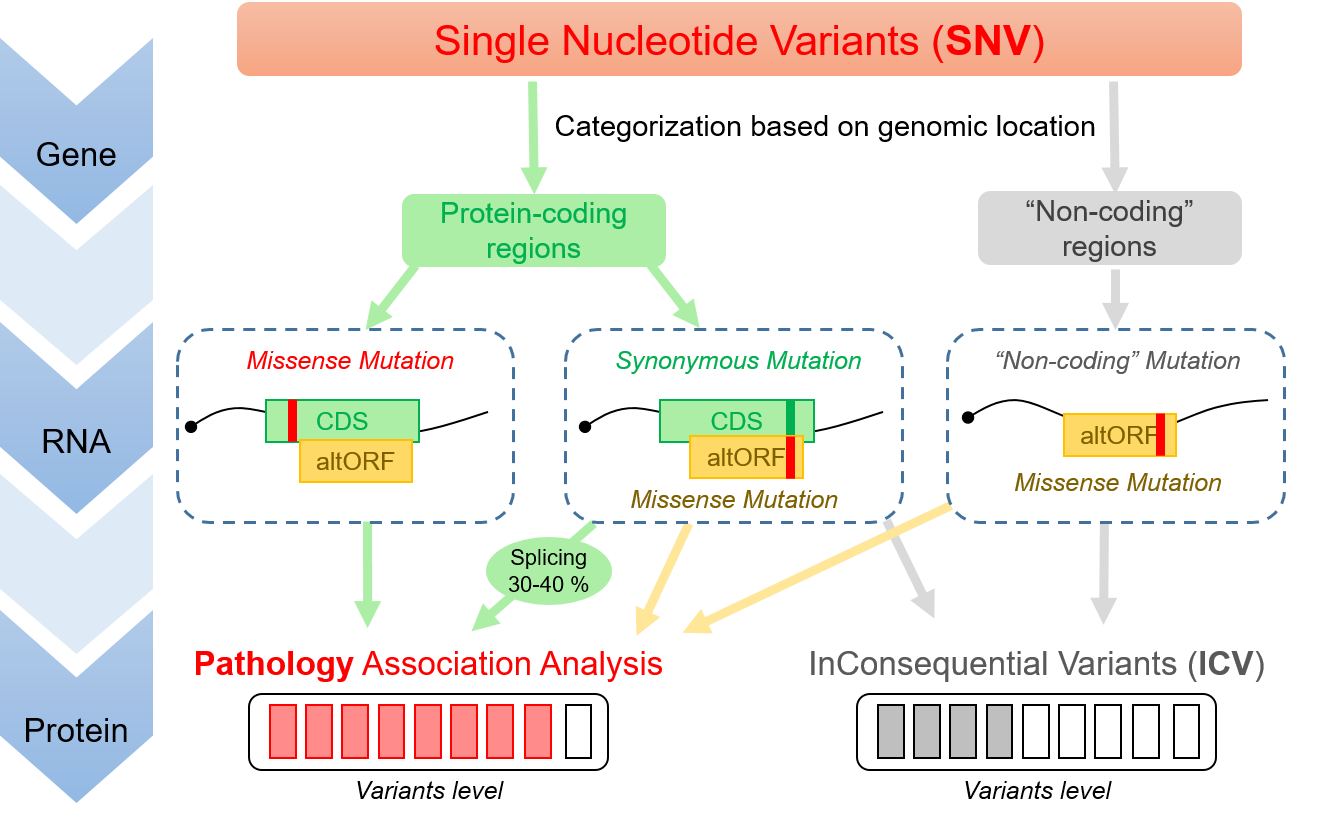 Single Nucleotide Variants (SNV)
Categorization based on genomic location
Gene
Protein-coding
regions
“Non-coding”
regions
Missense Mutation
Synonymous Mutation
“Non-coding” Mutation
RNA
CDS
altORF
CDS
altORF
Missense Mutation
altORF
Missense Mutation
Splicing
30-40 %
Pathology Association Analysis
InConsequential Variants (ICV)
Protein
Variants level
Variants level